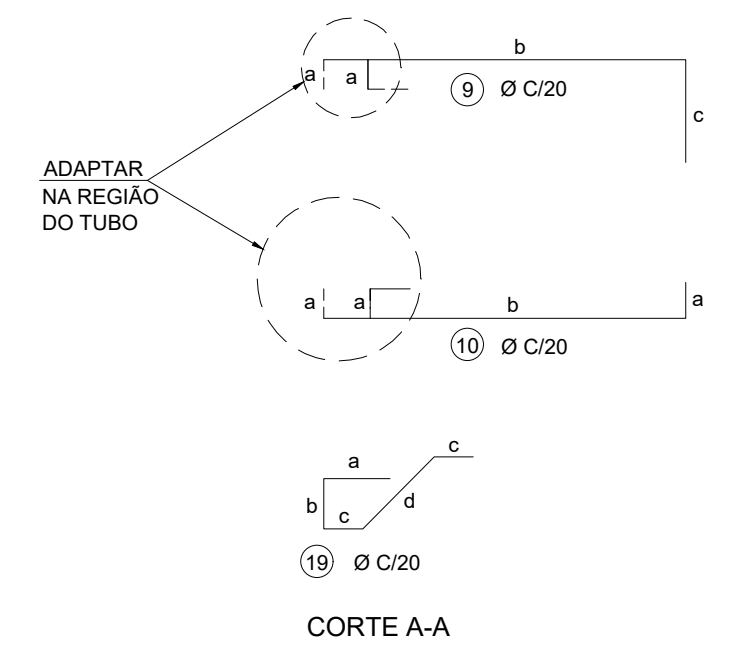 b
a
a
9 Ø C/20
c
ADAPTAR
NA REGIÃO
DO TUBO
a
a
b
a
10 Ø C/20
c
a
b
c
d
19 Ø C/20
CORTE A-A